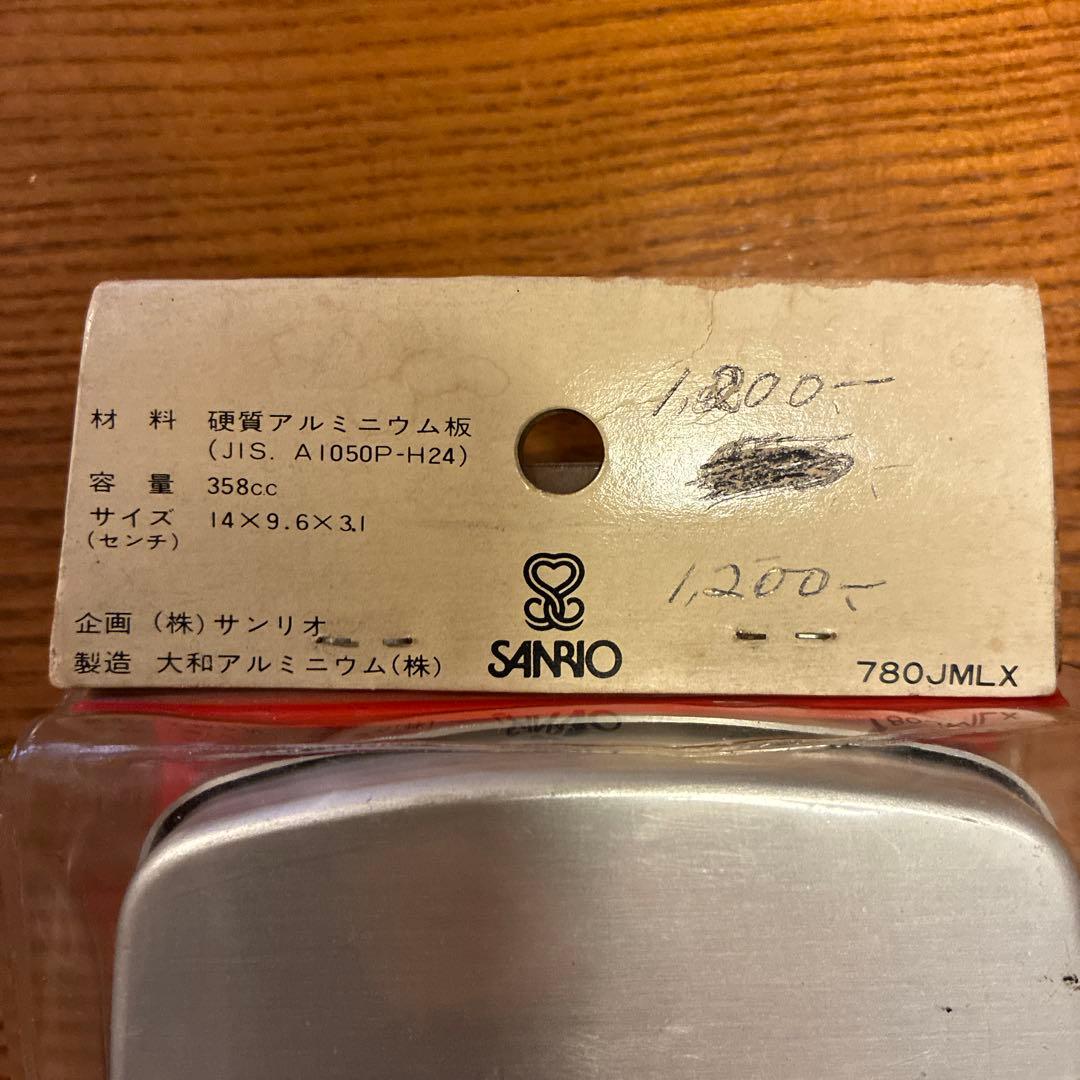 材料 硬質アルミニウム板
(JIS. A1050P-H24)
容量 358cc
サイズ 14×9.6×3.1
(センチ)
企画 (株)サンリオ
製造 大和アルミニウム(株)
SANRIO
780JMLX
1,200-
1,200-